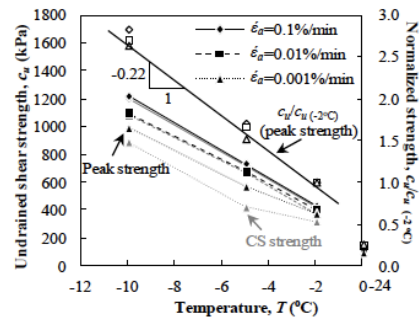 1800
1600
1400
1200
1000
800
600
400
200
0
Undrained shear strength, cu (kPa)
-0.22
1
ε̇a=0.1%/min
ε̇a=0.01%/min
ε̇a=0.001%/min
cu/cu (-2°C)
(peak strength)
Peak strength
CS strength
3.0
2.5
2.0
1.5
1.0
0.5
0.0
Normalized strength, cu/cu (-2°C)
-12 -10 -8 -6 -4 -2 0 -24
Temperature, T (°C)